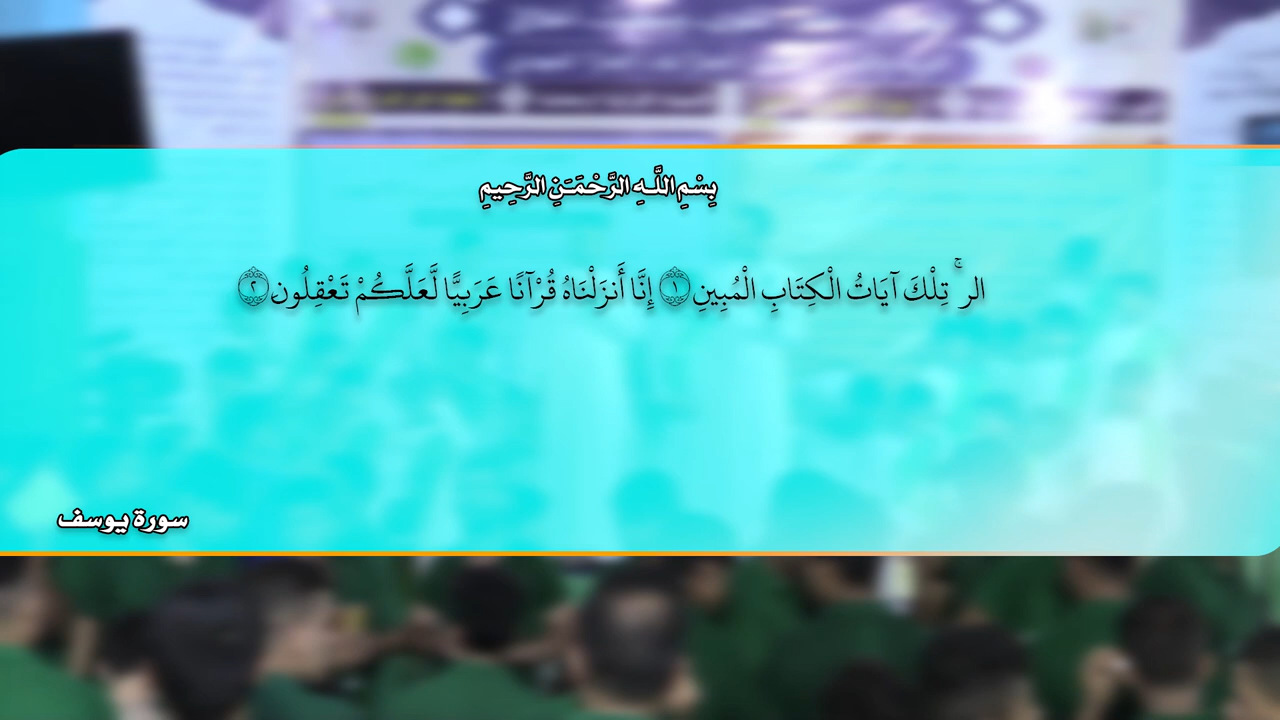 بِسْمِ اللَّـهِ الرَّحْمَـٰنِ الرَّحِيمِ
الر ۚ تِلْكَ آيَاتُ الْكِتَابِ الْمُبِينِ ﴿١﴾ إِنَّا أَنزَلْنَاهُ قُرْآنًا عَرَبِيًّا لَّعَلَّكُمْ تَعْقِلُونَ ﴿٢﴾
سورة يوسف